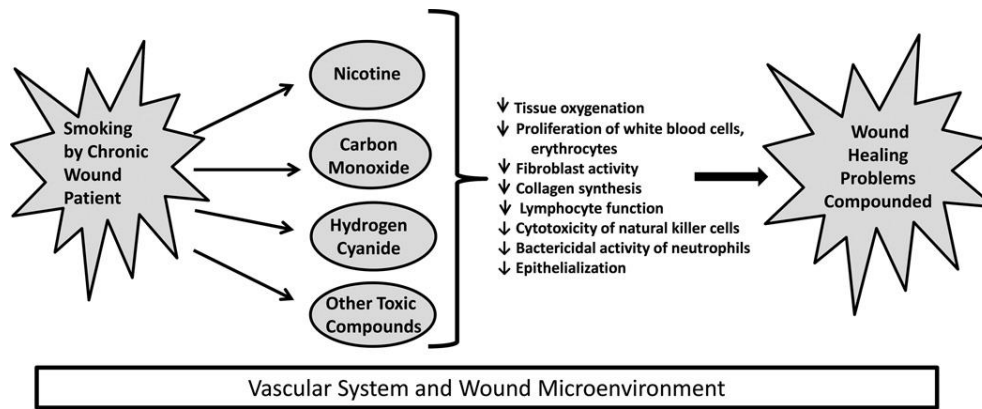 Smoking
by Chronic
Wound
Patient
Nicotine
Carbon
Monoxide
Hydrogen
Cyanide
Other Toxic
Compounds
↓ Tissue oxygenation
↓ Proliferation of white blood cells,
erythrocytes
↓ Fibroblast activity
↓ Collagen synthesis
↓ Lymphocyte function
↓ Cytotoxicity of natural killer cells
↓ Bactericidal activity of neutrophils
↓ Epithelialization
Wound
Healing
Problems
Compounded
Vascular System and Wound Microenvironment